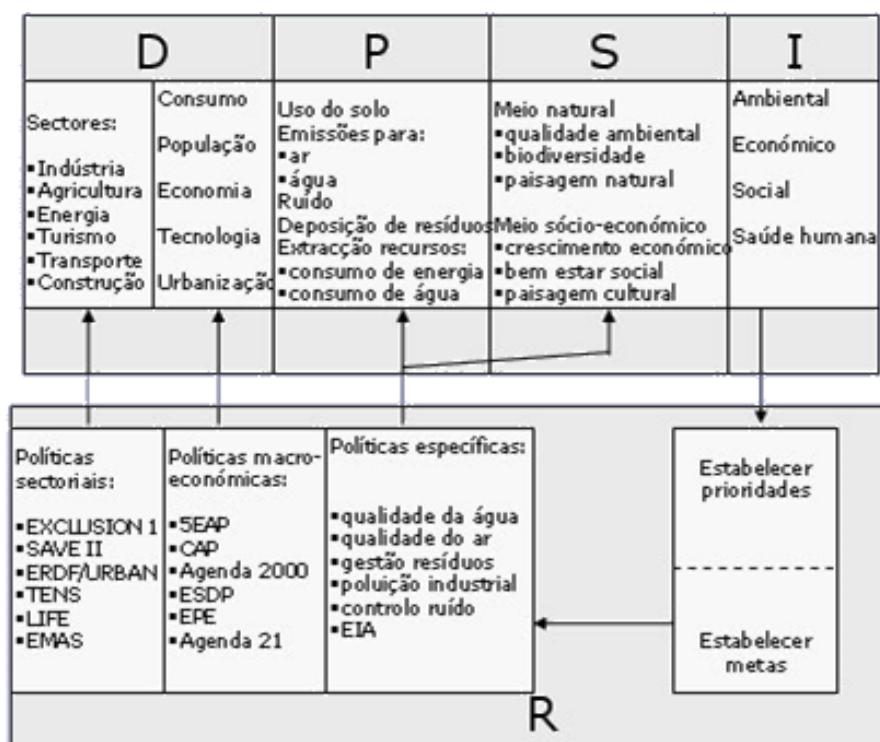 D
P
S
I
Sectores:
▪Indústria
▪Agricultura
▪Energia
▪Turismo
▪Transporte
▪Construção
Consumo
População
Economia
Tecnologia
Urbanização
Uso do solo
Emissões para:
▪ar
▪água
Ruído
Deposição de resíduos
Extracção recursos:
▪consumo de energia
▪consumo de água
Meio natural
▪qualidade ambiental
▪biodiversidade
▪paisagem natural
Meio sócio-económico
▪crescimento económico
▪bem estar social
▪paisagem cultural
Ambiental
Económico
Social
Saúde humana
Políticas
sectoriais:
▪EXCLUSION 1
▪SAVE II
▪ERDF/URBAN
▪TENS
▪LIFE
▪EMAS
Políticas macro-
económicas:
▪5EAP
▪CAP
▪Agenda 2000
▪ESDP
▪EPE
▪Agenda 21
Políticas específicas:
▪qualidade da água
▪qualidade do ar
▪gestão resíduos
▪poluição industrial
▪controlo ruído
▪EIA
Estabelecer
prioridades
Estabelecer
metas
R